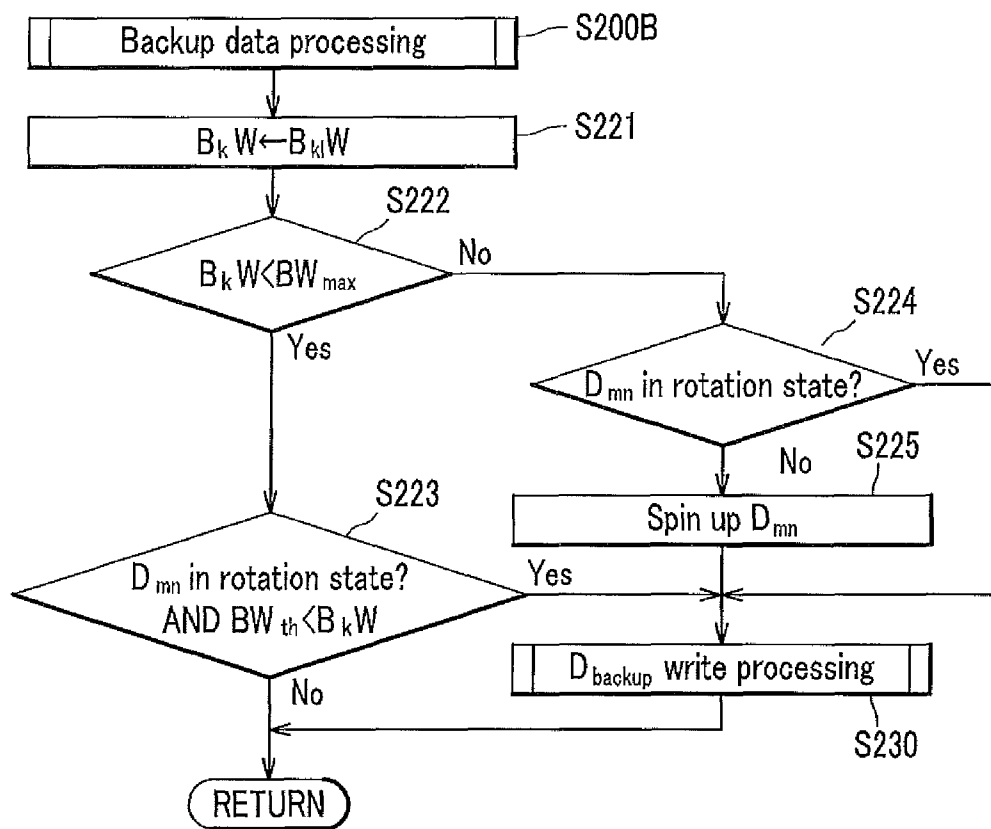 Backup data processing
S200B
BkW←BklW
S221
S222
BkW<BWmax
No
Yes
S224
Dmn in rotation state?
Yes
No
S225
Spin up Dmn
S223
Dmn in rotation state?
AND BWth<BkW
Yes
No
Dbackup write processing
S230
RETURN